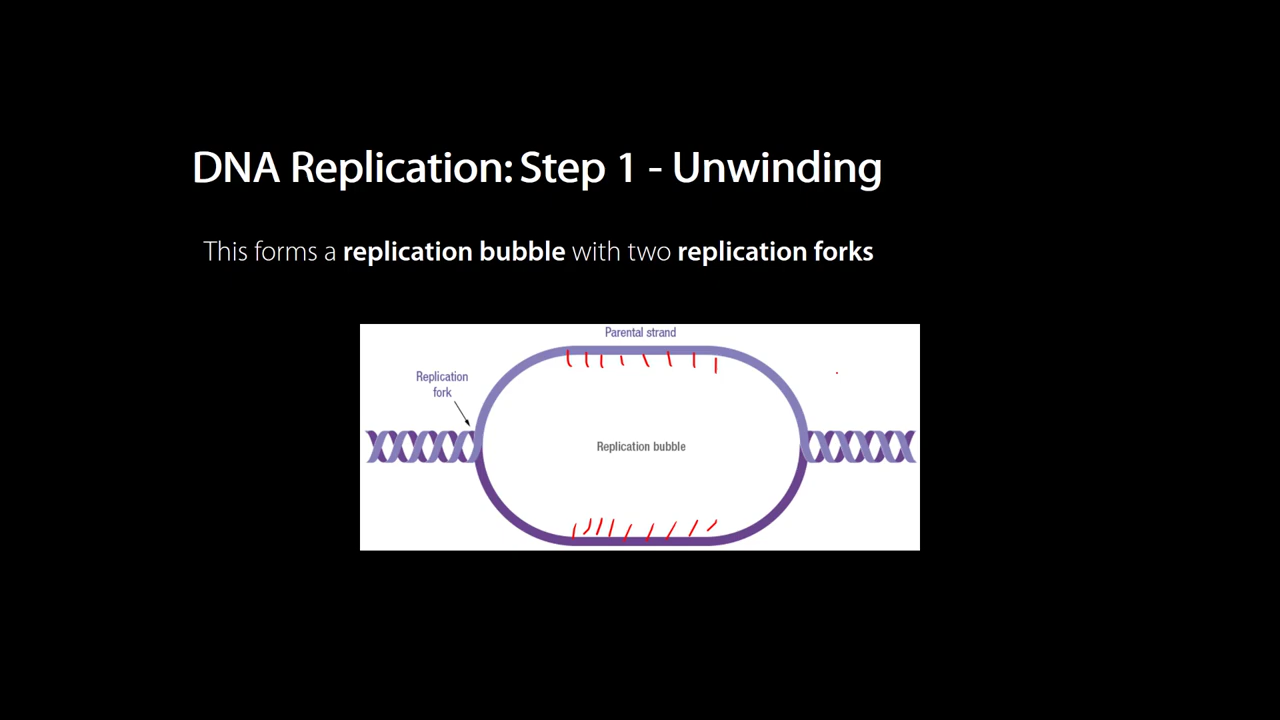 DNA Replication: Step 1 - Unwinding
This forms a replication bubble with two replication forks
Parental strand
Replication
fork
Replication bubble